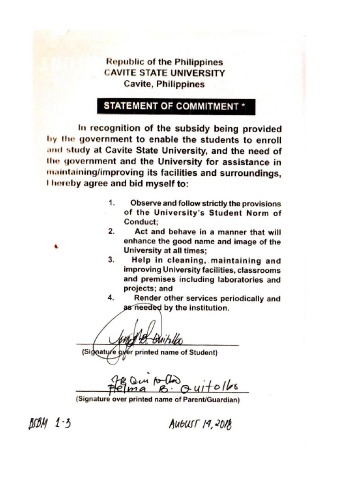 Republic of the Philippines
CAVITE STATE UNIVERSITY
Cavite, Philippines
STATEMENT OF COMMITMENT *
In recognition of the subsidy being provided
by the government to enable the students to enroll
and study at Cavite State University, and the need of
the government and the University for assistance in
maintaining/improving its facilities and surroundings,
I hereby agree and bid myself to:
1. Observe and follow strictly the provisions
of the University's Student Norm of
Conduct;
2. Act and behave in a manner that will
enhance the good name and image of the
University at all times;
3. Help in cleaning, maintaining and
improving University facilities, classrooms
and premises including laboratories and
projects; and
4. Render other services periodically and
as needed by the institution.
(Signature over printed name of Student)
Helma B. Quitolbo
(Signature over printed name of Parent/Guardian)
BSBM 1-3
AUGUST 19, 2018